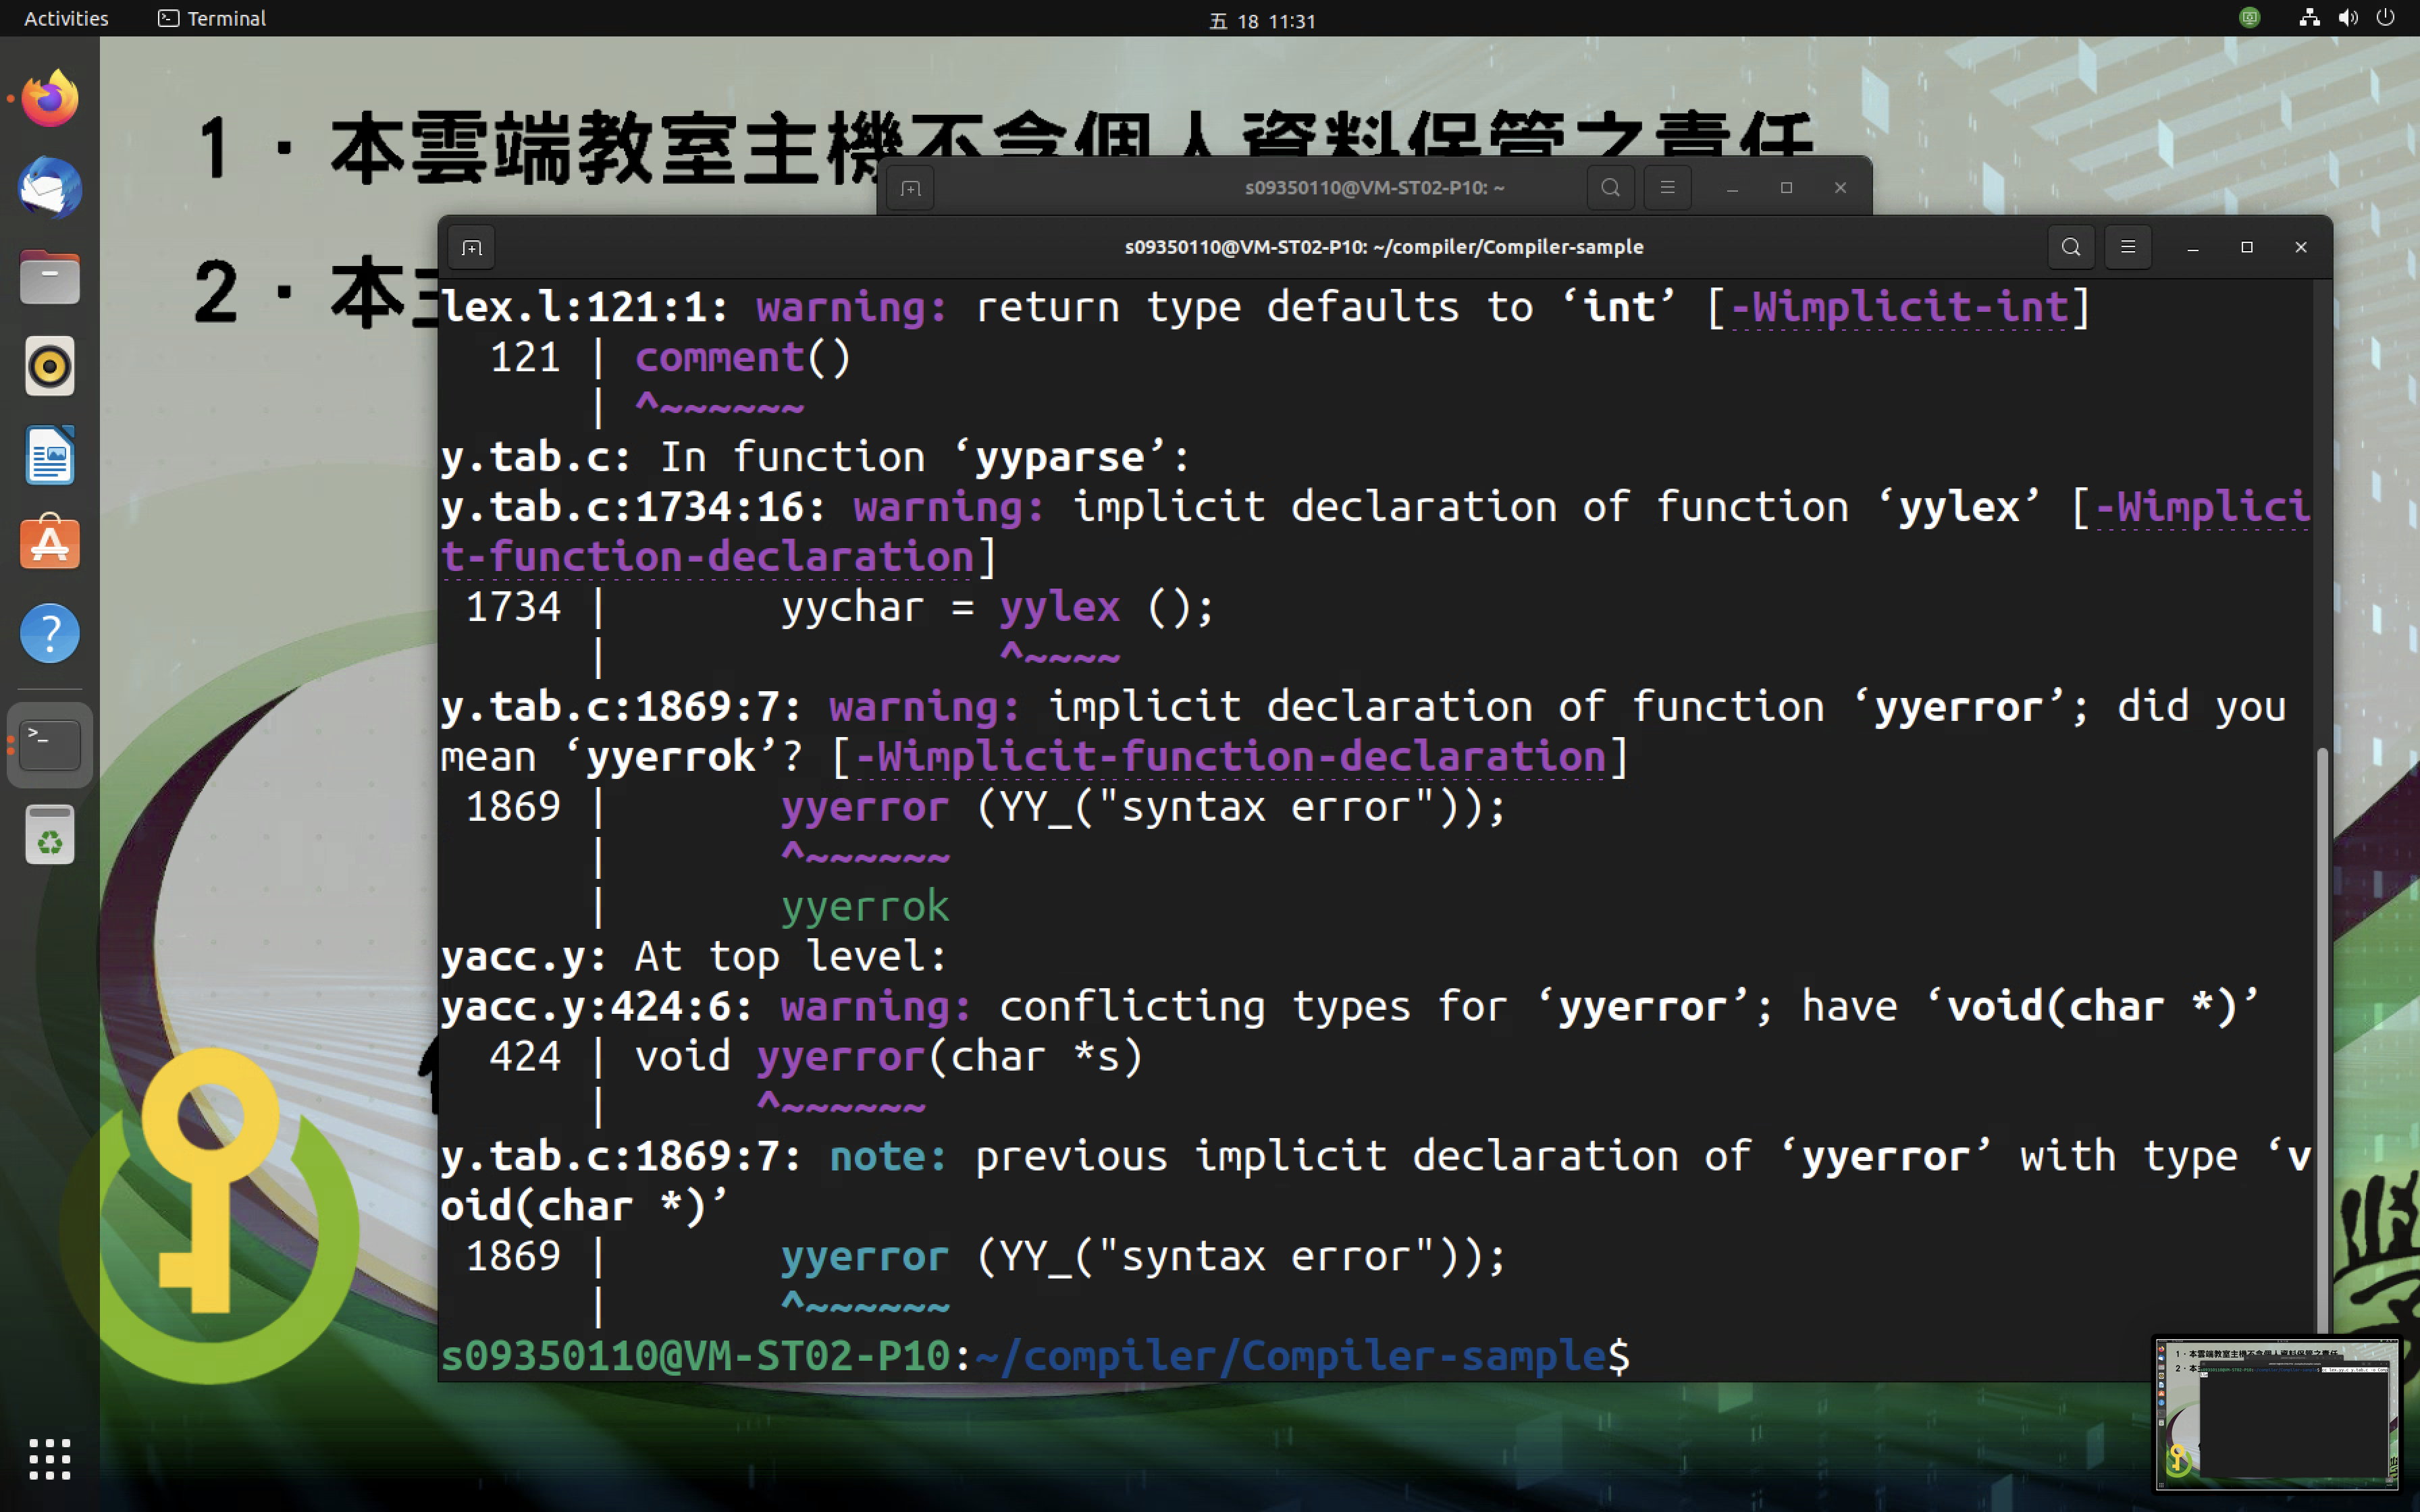 Activities
Terminal
五 18 11:31
1．本雲端教室主機不含個人資料保管之責任
s09350110@VM-ST02-P10: ~
s09350110@VM-ST02-P10: ~/compiler/Compiler-sample
2．本主
lex.l:121:1: warning: return type defaults to ‘int’ [-Wimplicit-int]
121 | comment()
| ^~~~~~~
y.tab.c: In function ‘yyparse’:
y.tab.c:1734:16: warning: implicit declaration of function ‘yylex’ [-Wimplici
t-function-declaration]
1734 | yychar = yylex ();
| ^~~~~
y.tab.c:1869:7: warning: implicit declaration of function ‘yyerror’; did you
mean ‘yyerrok’? [-Wimplicit-function-declaration]
1869 | yyerror (YY_("syntax error"));
| ^~~~~~~
| yyerrok
yacc.y: At top level:
yacc.y:424:6: warning: conflicting types for ‘yyerror’; have ‘void(char *)’
424 | void yyerror(char *s)
| ^~~~~~~
y.tab.c:1869:7: note: previous implicit declaration of ‘yyerror’ with type ‘v
oid(char *)’
1869 | yyerror (YY_("syntax error"));
| ^~~~~~~
s09350110@VM-ST02-P10:~/compiler/Compiler-sample$